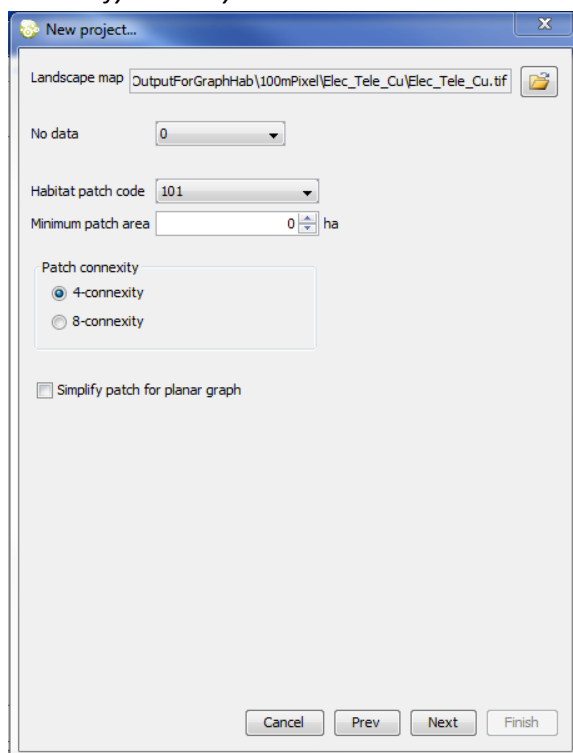 New project...
Landscape map OutputForGraphHab\100mPixel\Elec_Tele_Cu\Elec_Tele_Cu.tif
No data 0
Habitat patch code 101
Minimum patch area 0 ha
Patch connexity
4-connexity
8-connexity
Simplify patch for planar graph
Cancel Prev Next Finish